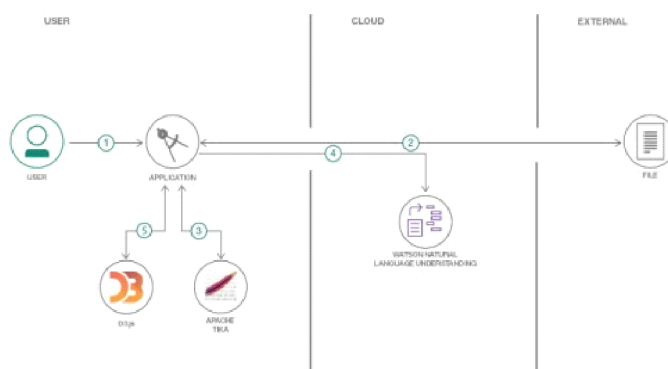 USER
CLOUD
EXTERNAL
1
2
4
USER
APPLICATION
FILE
5
3
WATSON NATURAL
LANGUAGE UNDERSTANDING
D3.js
APACHE
TIKA